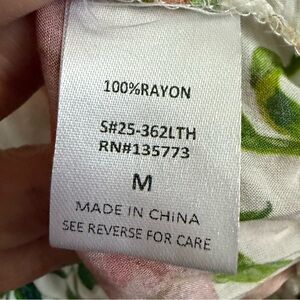 100%RAYON
S#25-362LTH
RN#135773
M
MADE IN CHINA
SEE REVERSE FOR CARE